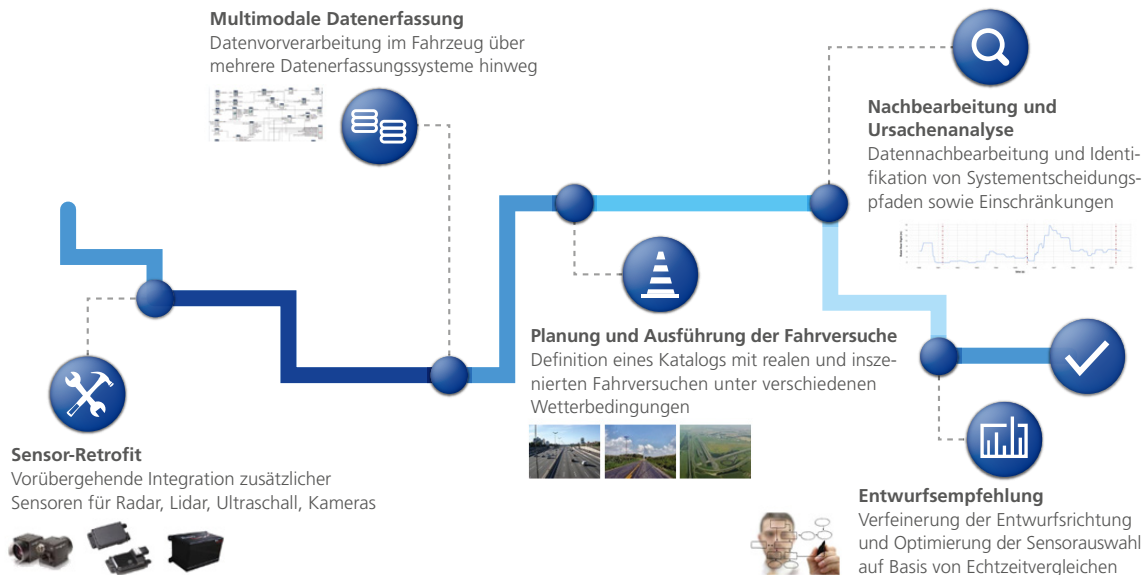 Multimodale Datenerfassung
Datenvorverarbeitung im Fahrzeug über
mehrere Datenerfassungssysteme hinweg
Nachbearbeitung und
Ursachenanalyse
Datennachbearbeitung und Identi-
fikation von Systementscheidungs-
pfaden sowie Einschränkungen
Planung und Ausführung der Fahrversuche
Definition eines Katalogs mit realen und insze-
nierten Fahrversuchen unter verschiedenen
Wetterbedingungen
Sensor-Retrofit
Vorübergehende Integration zusätzlicher
Sensoren für Radar, Lidar, Ultraschall, Kameras
Entwurfsempfehlung
Verfeinerung der Entwurfsrichtung
und Optimierung der Sensorauswahl
auf Basis von Echtzeitvergleichen